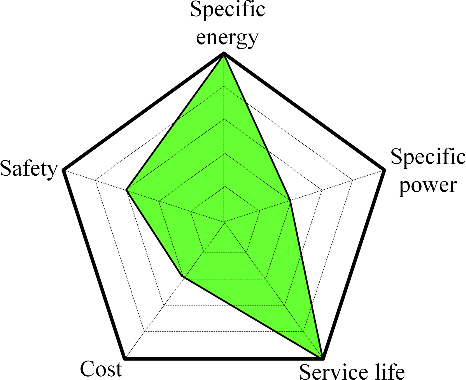 Specific
energy
Safety
Specific
power
Cost
Service life